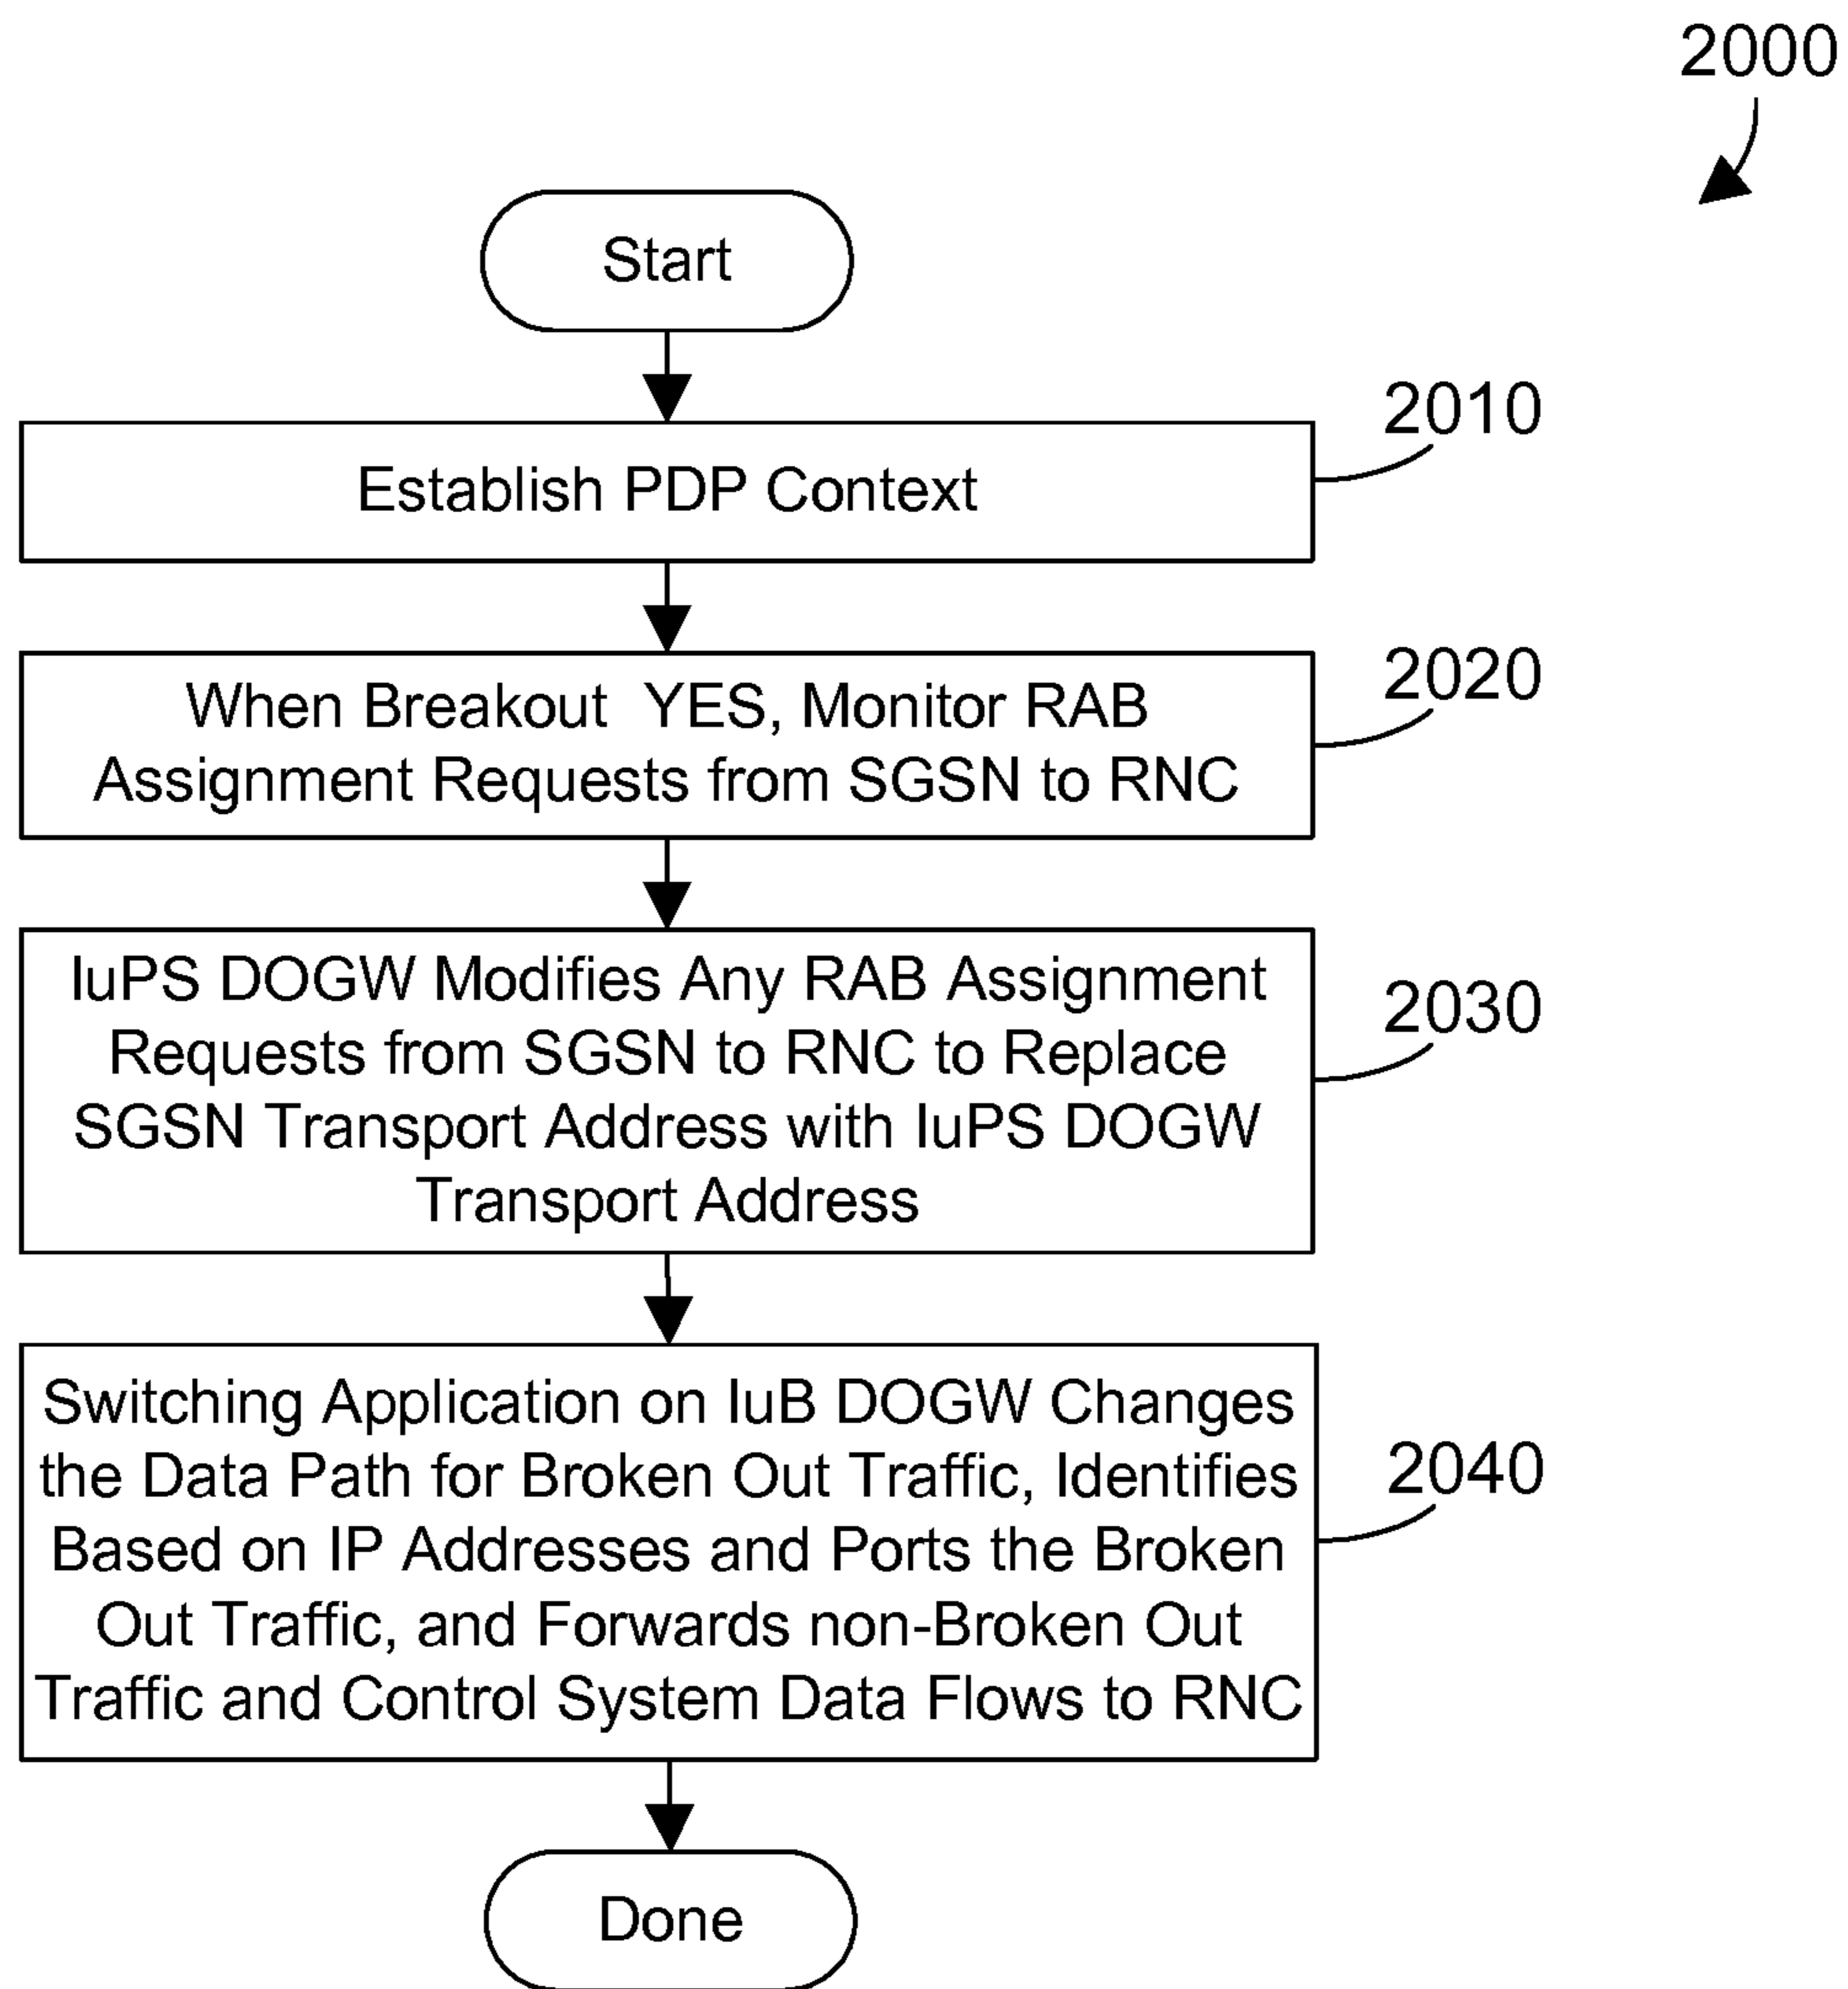 2000
Start
2010
Establish PDP Context
2020
When Breakout YES, Monitor RAB
Assignment Requests from SGSN to RNC
2030
IuPS DOGW Modifies Any RAB Assignment
Requests from SGSN to RNC to Replace
SGSN Transport Address with IuPS DOGW
Transport Address
2040
Switching Application on IuB DOGW Changes
the Data Path for Broken Out Traffic, Identifies
Based on IP Addresses and Ports the Broken
Out Traffic, and Forwards non-Broken Out
Traffic and Control System Data Flows to RNC
Done